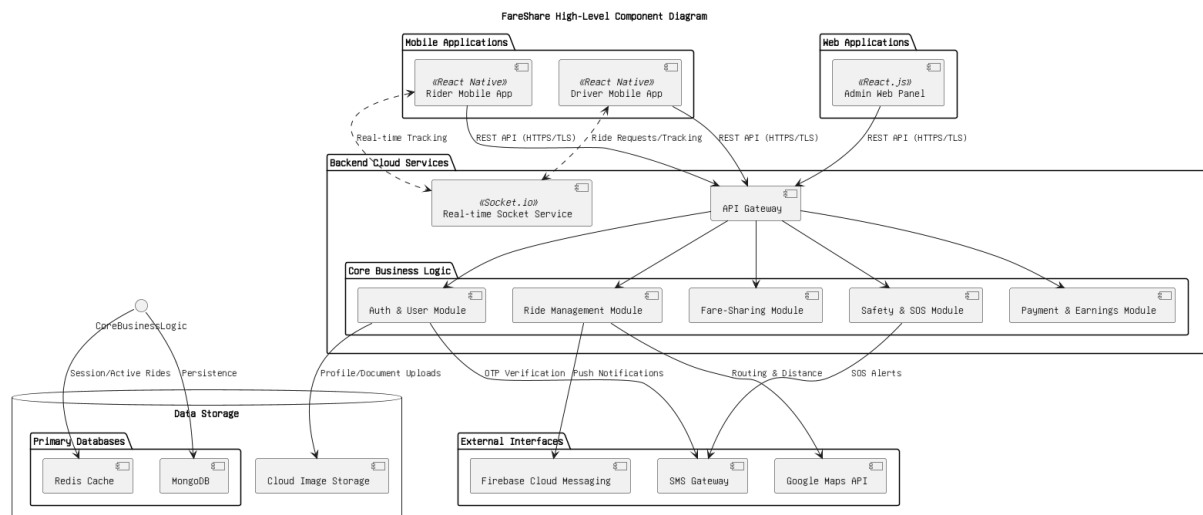 FareShare High-Level Component Diagram
Mobile Applications
Web Applications
«React Native»
Rider Mobile App
«React Native»
Driver Mobile App
«React.js»
Admin Web Panel
Real-time Tracking
REST API (HTTPS/TLS)
Ride Requests/Tracking
REST API (HTTPS/TLS)
REST API (HTTPS/TLS)
Backend Cloud Services
«Socket.io»
Real-time Socket Service
API Gateway
Core Business Logic
Auth & User Module
Ride Management Module
Fare-Sharing Module
Safety & SOS Module
Payment & Earnings Module
CoreBusinessLogic
Session/Active Rides
Persistence
Profile/Document Uploads
OTP Verification
Push Notifications
Routing & Distance
SOS Alerts
Data Storage
Primary Databases
Redis Cache
MongoDB
Cloud Image Storage
External Interfaces
Firebase Cloud Messaging
SMS Gateway
Google Maps API